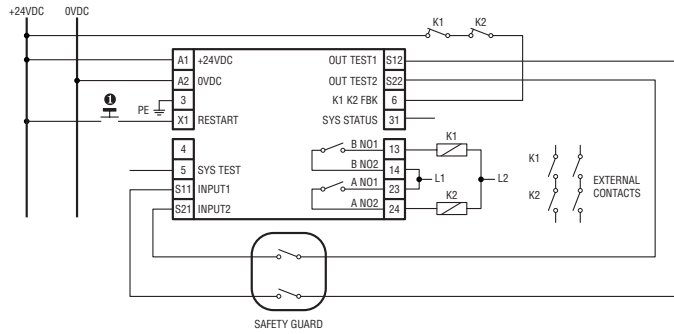 +24VDC 0VDC
K1 K2
A1 +24VDC OUT TEST1 S12
A2 0VDC OUT TEST2 S22
❶
PE 3 K1 K2 FBK 6
X1 RESTART SYS STATUS 31
4 B NO1 13 K1
5 SYS TEST B NO2 14 L1 L2
S11 INPUT1 A NO1 23
S21 INPUT2 A NO2 24 K2
K1
K2
EXTERNAL
CONTACTS
SAFETY GUARD